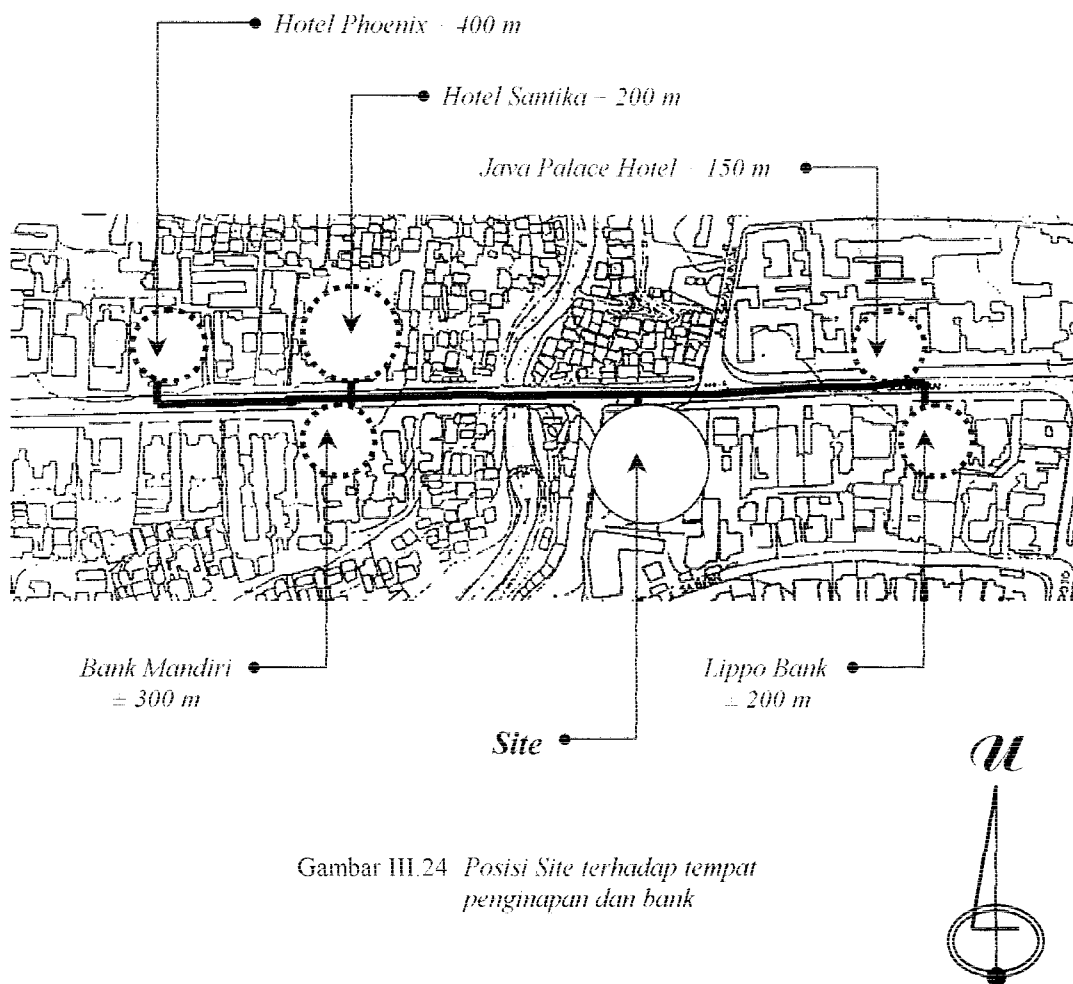 Hotel Phoenix ± 400 m
Hotel Santika ± 200 m
Java Palace Hotel ± 150 m
Bank Mandiri
± 300 m
Lippo Bank
± 200 m
Site
U
Gambar III.24 Posisi Site terhadap tempat
penginapan dan bank